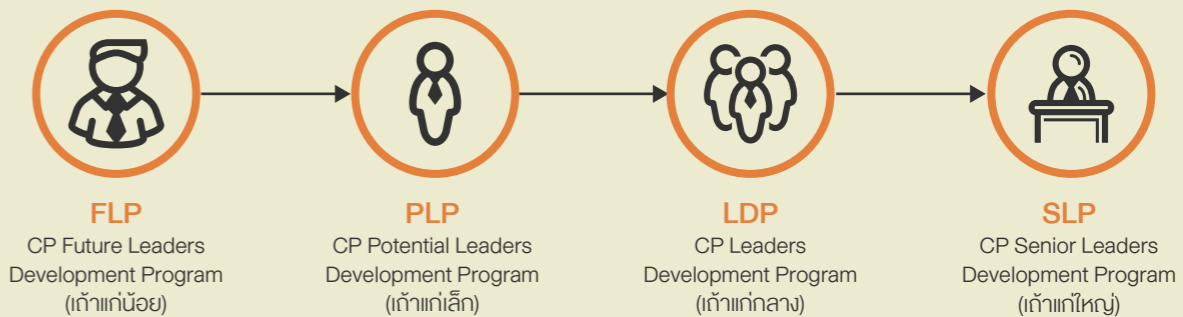 FLP
CP Future Leaders
Development Program
(เถ้าแก่น้อย)
PLP
CP Potential Leaders
Development Program
(เถ้าแก่เล็ก)
LDP
CP Leaders
Development Program
(เถ้าแก่กลาง)
SLP
CP Senior Leaders
Development Program
(เถ้าแก่ใหญ่)